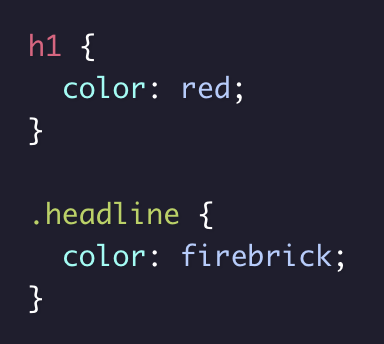 h1 {
  color: red;
}

.headline {
  color: firebrick;
}